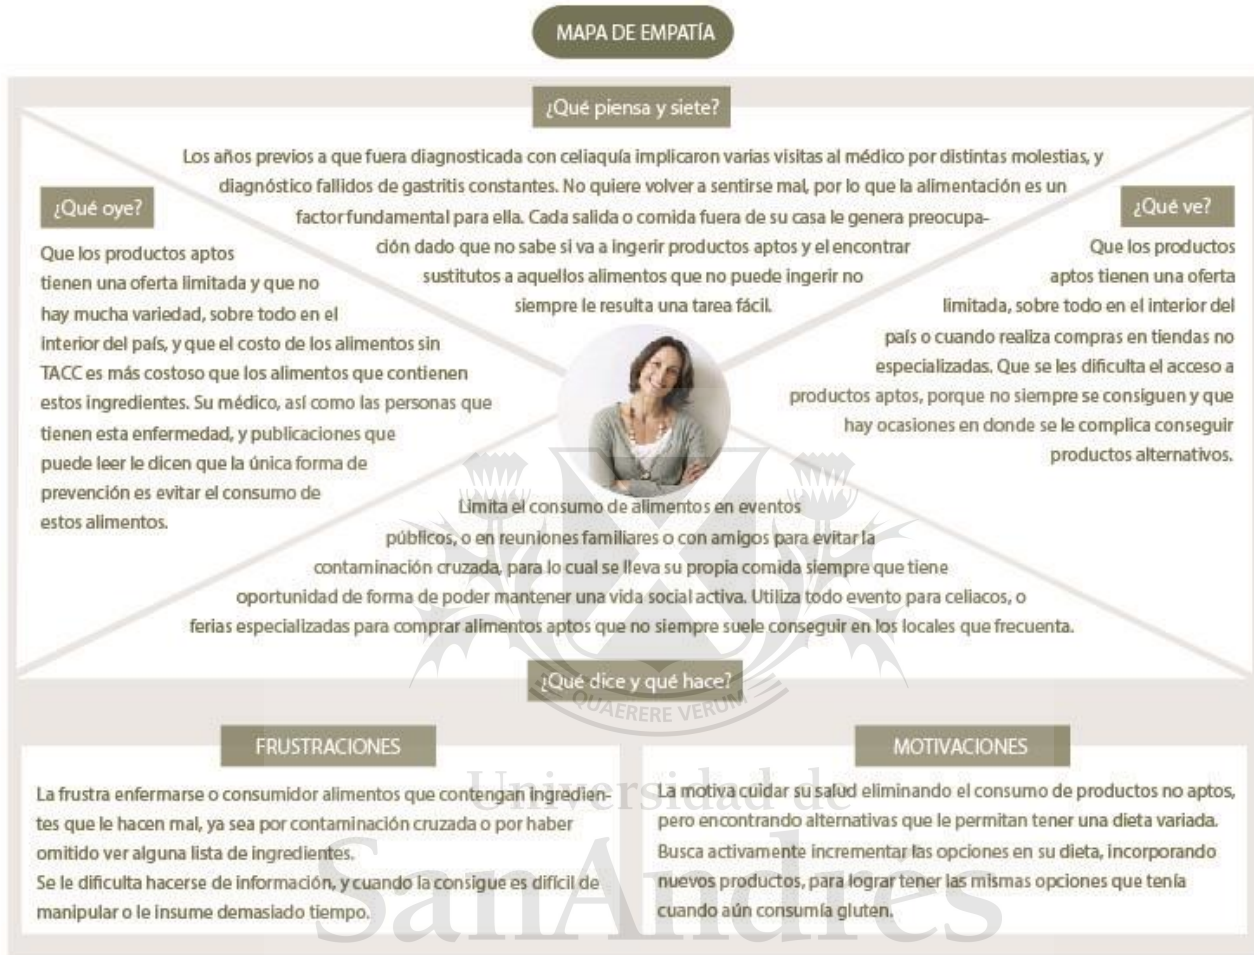 MAPA DE EMPATÍA
¿Qué piensa y siete?
Los años previos a que fuera diagnosticada con celiaquía implicaron varias visitas al médico por distintas molestias, y
diagnóstico fallidos de gastritis constantes. No quiere volver a sentirse mal, por lo que la alimentación es un
factor fundamental para ella. Cada salida o comida fuera de su casa le genera preocupa-
ción dado que no sabe si va a ingerir productos aptos y el encontrar
sustitutos a aquellos alimentos que no puede ingerir no
siempre le resulta una tarea fácil.
¿Qué oye?
Que los productos aptos
tienen una oferta limitada y que no
hay mucha variedad, sobre todo en el
interior del país, y que el costo de los alimentos sin
TACC es más costoso que los alimentos que contienen
estos ingredientes. Su médico, así como las personas que
tienen esta enfermedad, y publicaciones que
puede leer le dicen que la única forma de
prevención es evitar el consumo de
estos alimentos.
¿Qué ve?
Que los productos
aptos tienen una oferta
limitada, sobre todo en el interior del
país o cuando realiza compras en tiendas no
especializadas. Que se les dificulta el acceso a
productos aptos, porque no siempre se consiguen y que
hay ocasiones en donde se le complica conseguir
productos alternativos.
Limita el consumo de alimentos en eventos
públicos, o en reuniones familiares o con amigos para evitar la
contaminación cruzada, para lo cual se lleva su propia comida siempre que tiene
oportunidad de forma de poder mantener una vida social activa. Utiliza todo evento para celiacos, o
ferias especializadas para comprar alimentos aptos que no siempre suele conseguir en los locales que frecuenta.
¿Qué dice y qué hace?
QUAERERE VERUM
FRUSTRACIONES
La frustra enfermarse o consumidor alimentos que contengan ingredien-
tes que le hacen mal, ya sea por contaminación cruzada o por haber
omitido ver alguna lista de ingredientes.
Se le dificulta hacerse de información, y cuando la consigue es difícil de
manipular o le insume demasiado tiempo.
MOTIVACIONES
La motiva cuidar su salud eliminando el consumo de productos no aptos,
pero encontrando alternativas que le permitan tener una dieta variada.
Busca activamente incrementar las opciones en su dieta, incorporando
nuevos productos, para lograr tener las mismas opciones que tenía
cuando aún consumía gluten.
Universidad de
SanAndrés